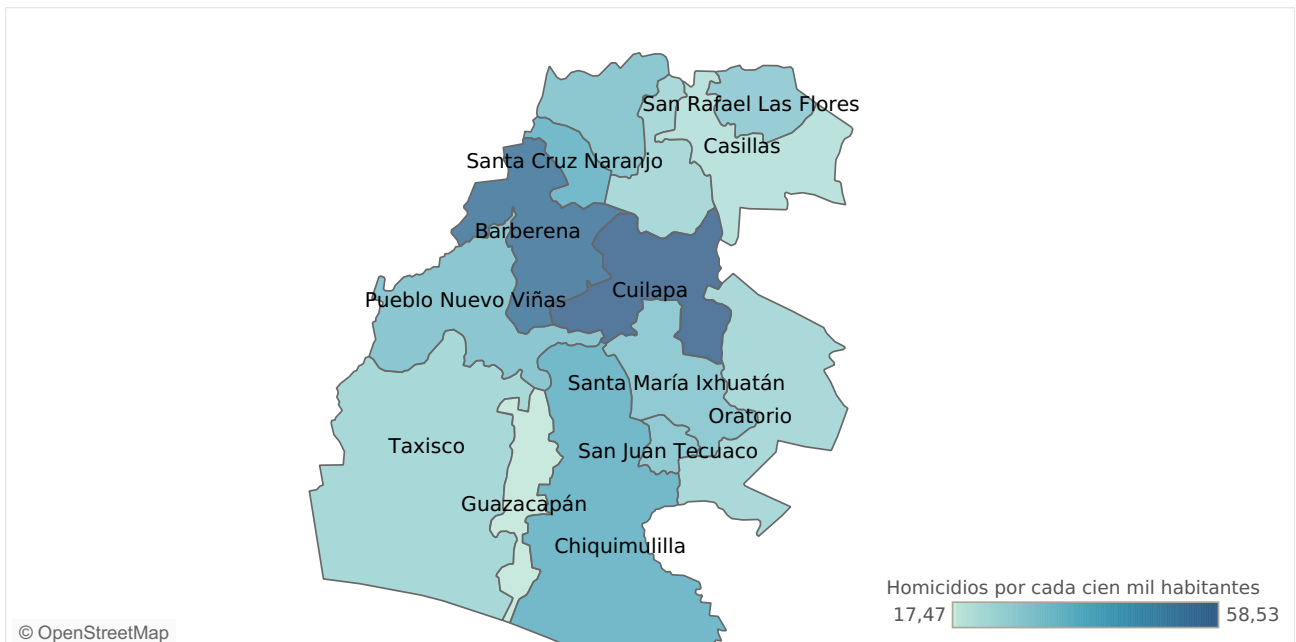 San Rafael Las Flores
Casillas
Santa Cruz Naranjo
Barberena
Cuilapa
Pueblo Nuevo Viñas
Santa María Ixhuatán
Oratorio
Taxisco
San Juan Tecuaco
Guazacapán
Chiquimulilla
Homicidios por cada cien mil habitantes
17,47 58,53
© OpenStreetMap